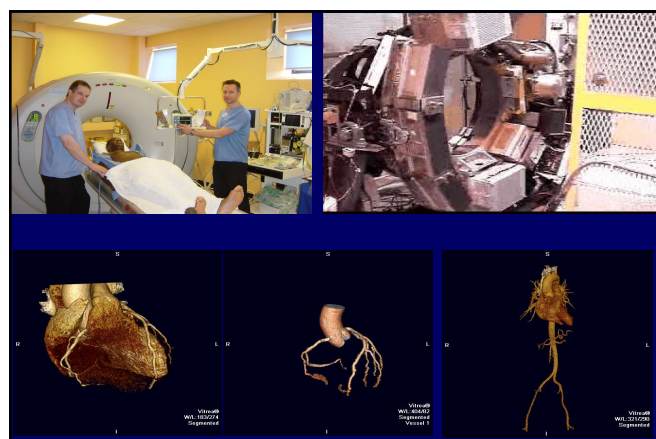 S
R
L
I
Vitrea®
W/L:183/274
Segmented
S
R
L
I
Vitrea®
W/L:404/82
Segmented
Vessel 1
S
R
L
I
Vitrea®
W/L:321/290
Segmented